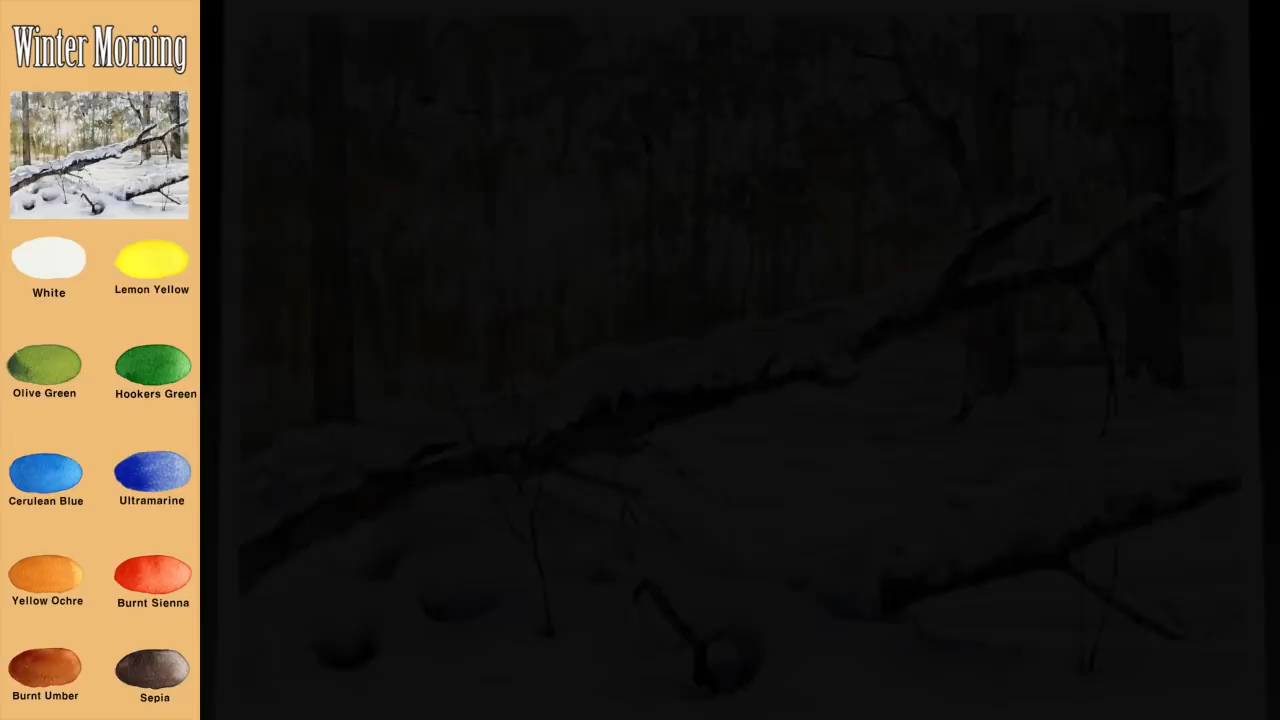 Winter Morning
White
Lemon Yellow
Olive Green
Hookers Green
Cerulean Blue
Ultramarine
Yellow Ochre
Burnt Sienna
Burnt Umber
Sepia